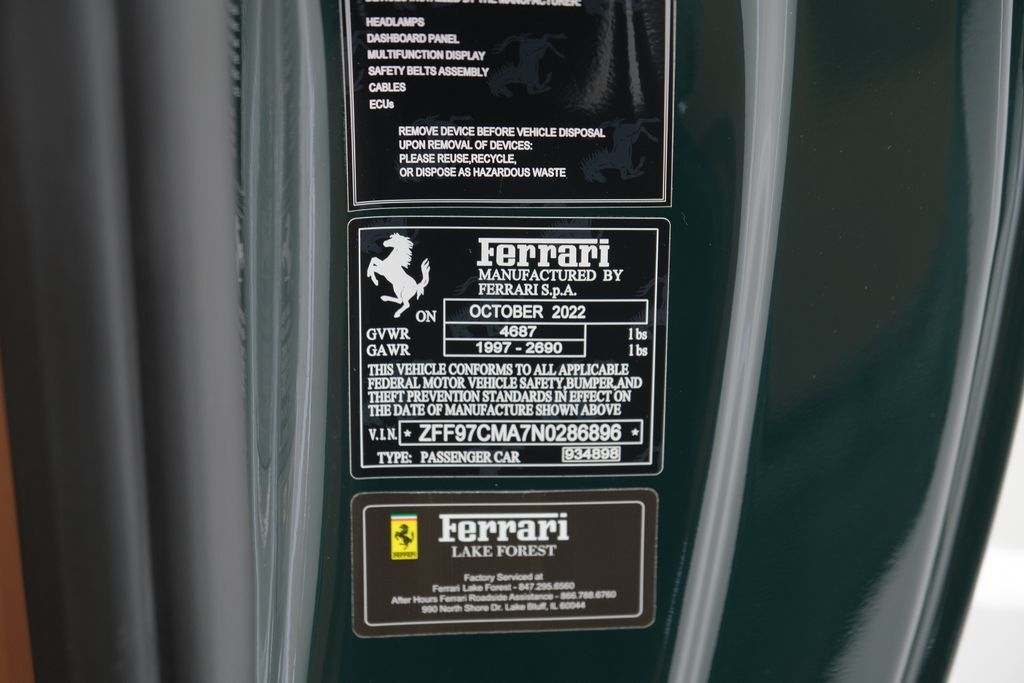 DEVICES INSTALLED BY THE MANUFACTURER:
HEADLAMPS
DASHBOARD PANEL
MULTIFUNCTION DISPLAY
SAFETY BELTS ASSEMBLY
CABLES
ECUs
REMOVE DEVICE BEFORE VEHICLE DISPOSAL
UPON REMOVAL OF DEVICES:
PLEASE REUSE,RECYCLE,
OR DISPOSE AS HAZARDOUS WASTE
Ferrari
MANUFACTURED BY
FERRARI S.p.A.
ON OCTOBER 2022
GVWR 4687 lbs
GAWR 1997 - 2690 lbs
THIS VEHICLE CONFORMS TO ALL APPLICABLE
FEDERAL MOTOR VEHICLE SAFETY,BUMPER,AND
THEFT PREVENTION STANDARDS IN EFFECT ON
THE DATE OF MANUFACTURE SHOWN ABOVE
V.I.N. * ZFF97CMA7N0286896 *
TYPE: PASSENGER CAR 934898
Ferrari
LAKE FOREST
Factory Serviced at
Ferrari Lake Forest - 847.295.6560
After Hours Ferrari Roadside Assistance - 866.788.6760
990 North Shore Dr. Lake Bluff, IL 60044